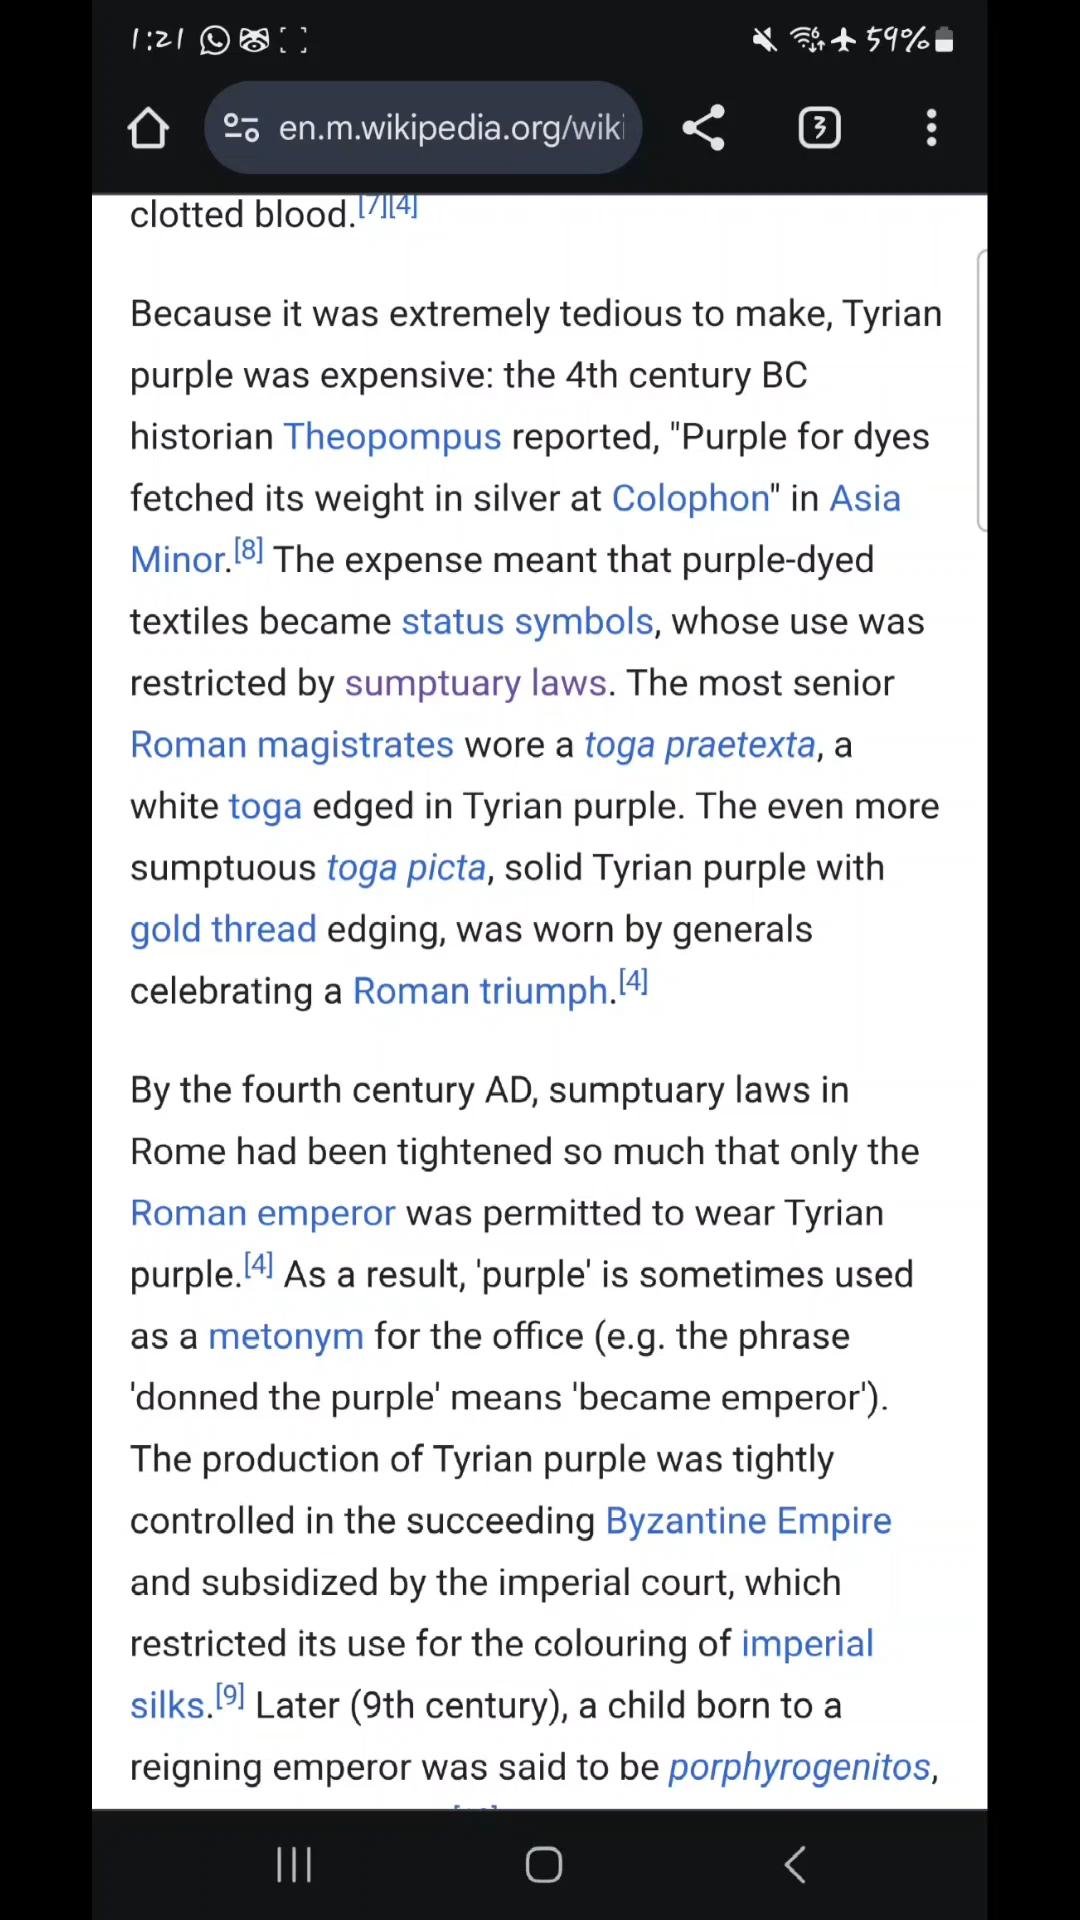 1:21 59%
en.m.wikipedia.org/wiki 3
clotted blood.[7][4]
Because it was extremely tedious to make, Tyrian
purple was expensive: the 4th century BC
historian Theopompus reported, "Purple for dyes
fetched its weight in silver at Colophon" in Asia
Minor.[8] The expense meant that purple-dyed
textiles became status symbols, whose use was
restricted by sumptuary laws. The most senior
Roman magistrates wore a toga praetexta, a
white toga edged in Tyrian purple. The even more
sumptuous toga picta, solid Tyrian purple with
gold thread edging, was worn by generals
celebrating a Roman triumph.[4]
By the fourth century AD, sumptuary laws in
Rome had been tightened so much that only the
Roman emperor was permitted to wear Tyrian
purple.[4] As a result, 'purple' is sometimes used
as a metonym for the office (e.g. the phrase
'donned the purple' means 'became emperor').
The production of Tyrian purple was tightly
controlled in the succeeding Byzantine Empire
and subsidized by the imperial court, which
restricted its use for the colouring of imperial
silks.[9] Later (9th century), a child born to a
reigning emperor was said to be porphyrogenitos,